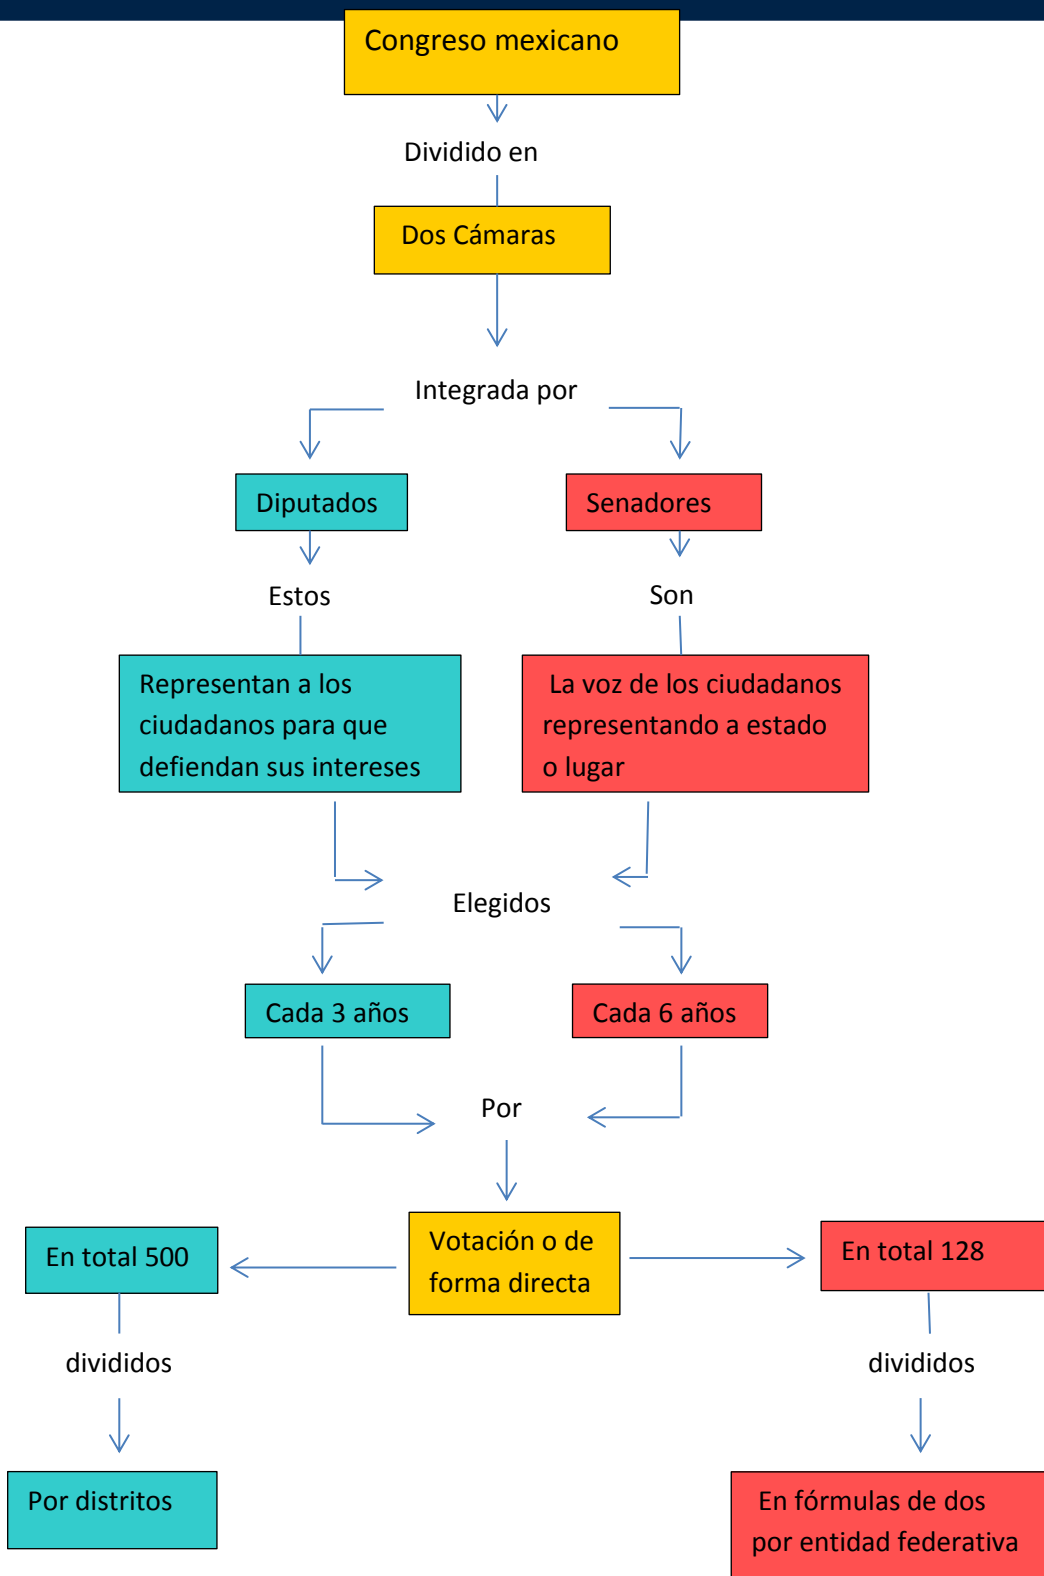 Congreso mexicano
Dividido en
Dos Cámaras
Integrada por
Diputados
Senadores
Estos
Son
Representan a los
ciudadanos para que
defiendan sus intereses
La voz de los ciudadanos
representando a estado
o lugar
Elegidos
Cada 3 años
Cada 6 años
Por
Votación o de
forma directa
En total 500
En total 128
divididos
divididos
Por distritos
En fórmulas de dos
por entidad federativa